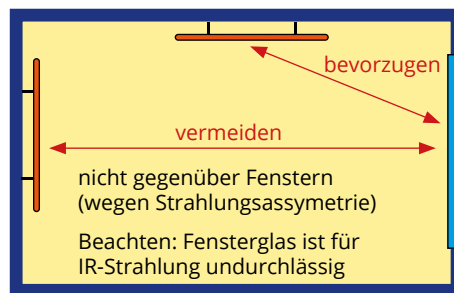 bevorzugen
vermeiden
nicht gegenüber Fenstern
(wegen Strahlungsassymetrie)
Beachten: Fensterglas ist für
IR-Strahlung undurchlässig